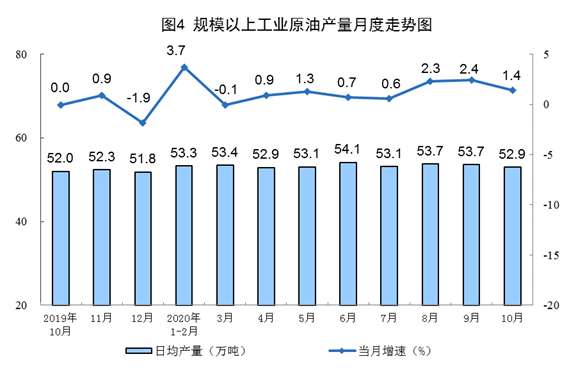 图4 规模以上工业原油产量月度走势图
80
60
40
20
5
0
-5
-10
-15
-20
0.0
0.9
-1.9
3.7
-0.1
0.9
1.3
0.7
0.6
2.3
2.4
1.4
52.0
52.3
51.8
53.3
53.4
52.9
53.1
54.1
53.1
53.7
53.7
52.9
2019年
10月
11月
12月
2020年
1-2月
3月
4月
5月
6月
7月
8月
9月
10月
日均产量（万吨）
当月增速（%）